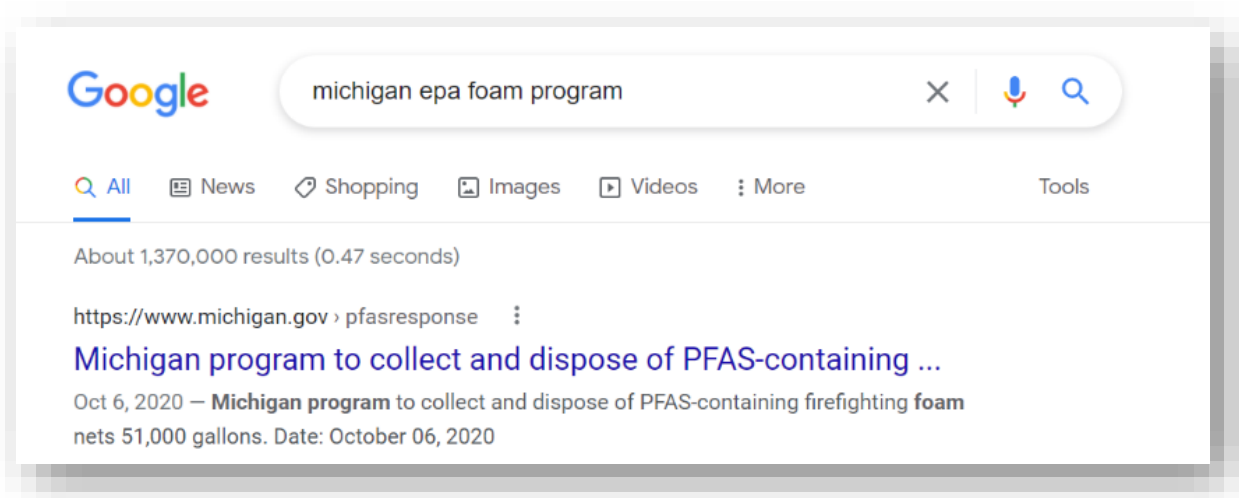 Google
michigan epa foam program
All News Shopping Images Videos More Tools
About 1,370,000 results (0.47 seconds)
https://www.michigan.gov › pfasresponse
Michigan program to collect and dispose of PFAS-containing ...
Oct 6, 2020 — Michigan program to collect and dispose of PFAS-containing firefighting foam
nets 51,000 gallons. Date: October 06, 2020